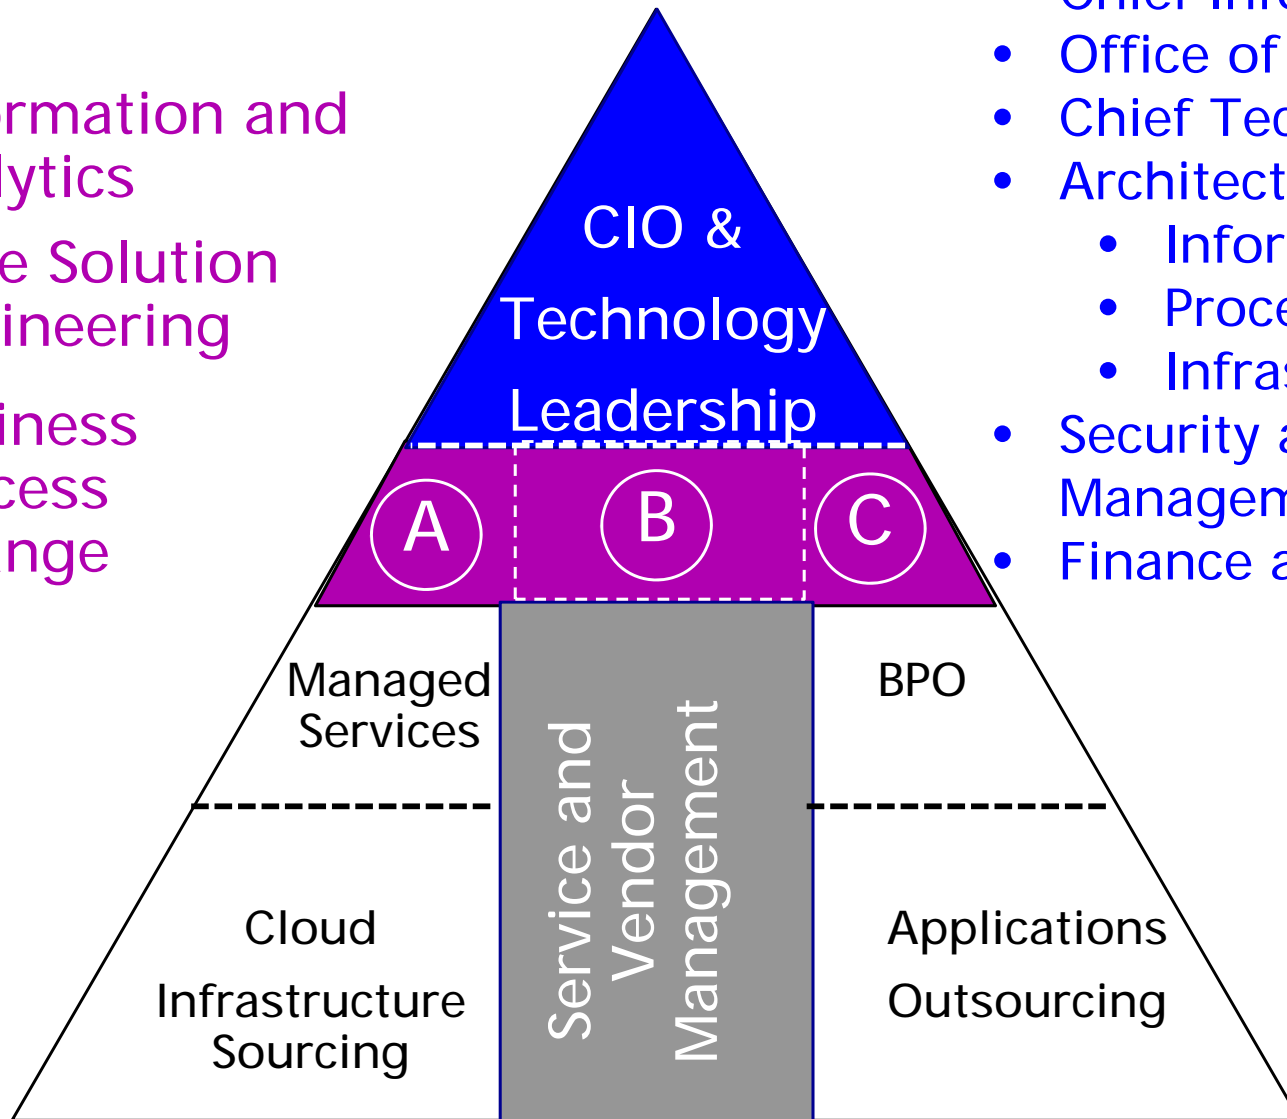 ormation and
lytics
e Solution
ineering
iness
cess
nge
CIO &
Technology
Leadership
A
B
C
Managed
Services
BPO
Service and
Vendor
Management
Cloud
Infrastructure
Sourcing
Applications
Outsourcing
• Office of
• Chief Tec
• Architect
• Infor
• Proce
• Infras
• Security a
Managem
• Finance a